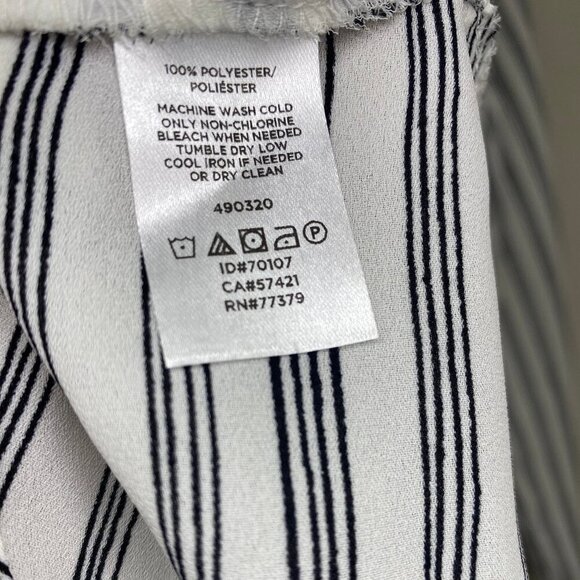 100% POLYESTER/
POLIÉSTER
MACHINE WASH COLD
ONLY NON-CHLORINE
BLEACH WHEN NEEDED
TUMBLE DRY LOW
COOL IRON IF NEEDED
OR DRY CLEAN
490320
P
ID#70107
CA#57421
RN#77379